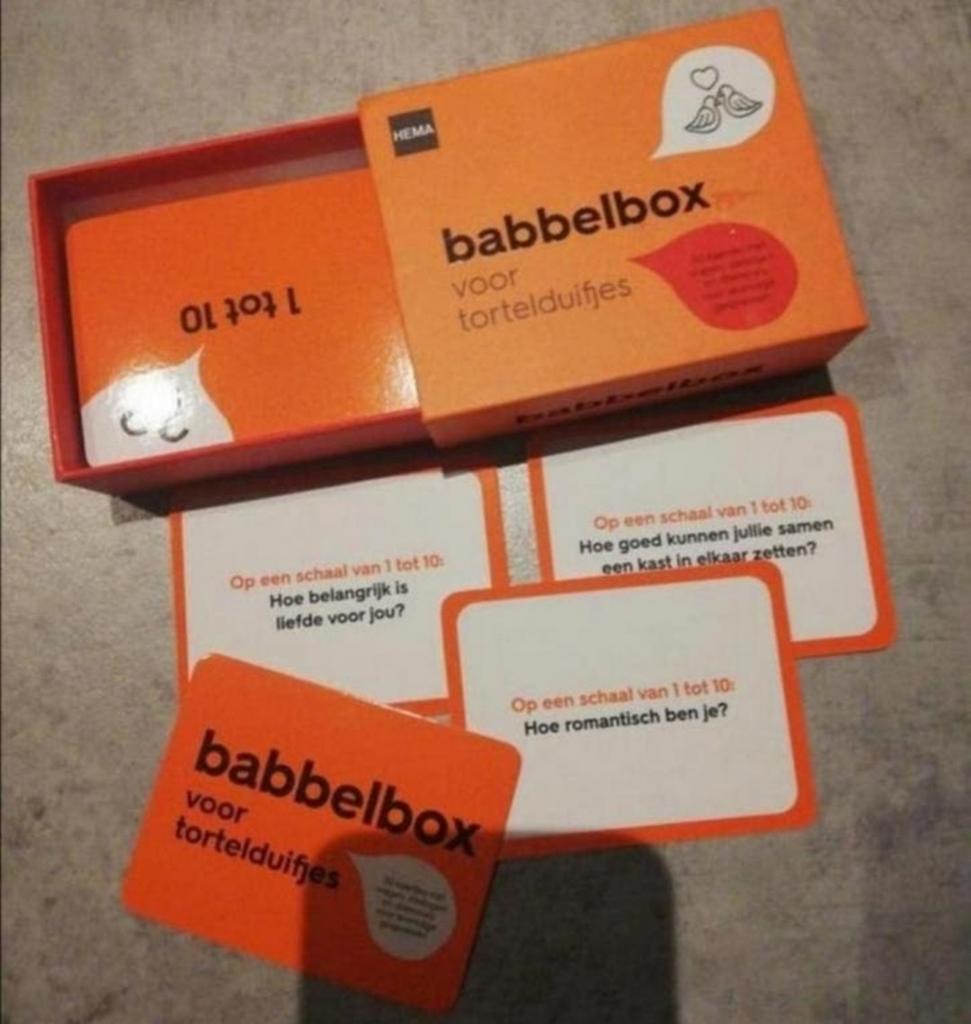 HEMA
babbelbox
voor
tortelduifjes
1 tot 10
babbelbox
Op een schaal van 1 tot 10:
Hoe goed kunnen jullie samen
een kast in elkaar zetten?
Op een schaal van 1 tot 10:
Hoe belangrijk is
liefde voor jou?
Op een schaal van 1 tot 10:
Hoe romantisch ben je?
babbelbox
voor
tortelduifjes